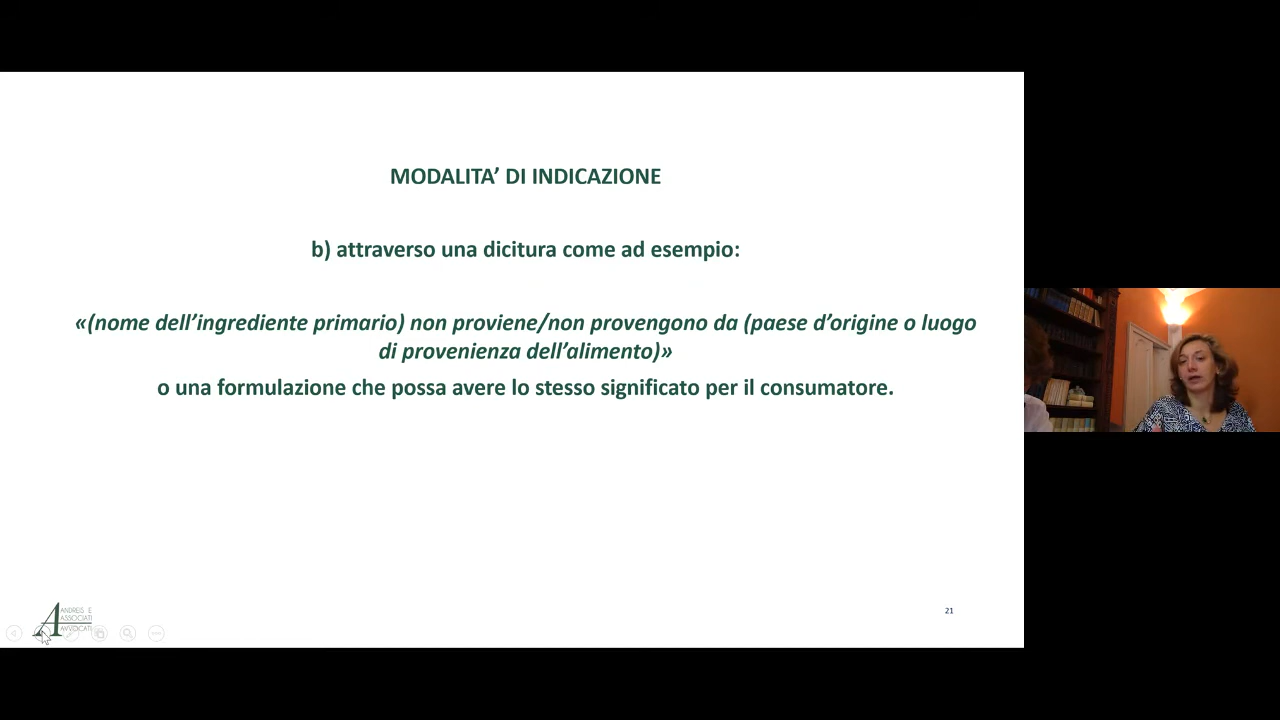 MODALITA’ DI INDICAZIONE
b) attraverso una dicitura come ad esempio:
«(nome dell’ingrediente primario) non proviene/non provengono da (paese d’origine o luogo
di provenienza dell’alimento)»
o una formulazione che possa avere lo stesso significato per il consumatore.
ANDREIS E
ASSOCIATI
AVVOCATI
21